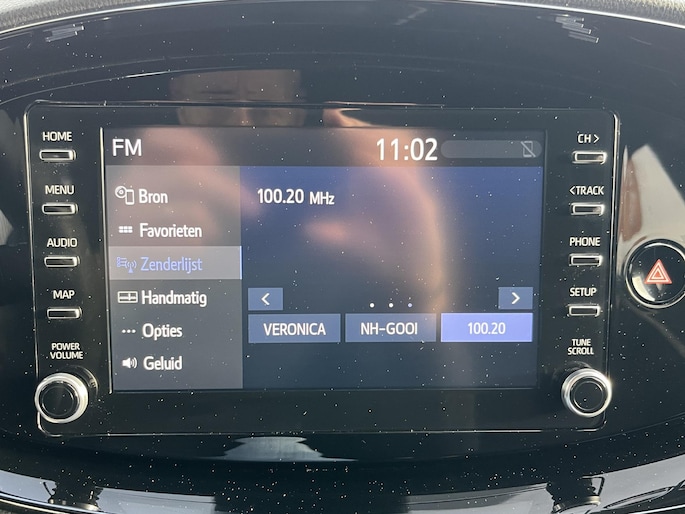 HOME
MENU
AUDIO
MAP
POWER
VOLUME
FM
11:02
Bron
Favorieten
Zenderlijst
Handmatig
Opties
Geluid
100.20 MHz
VERONICA
NH-GOOI
100.20
CH >
< TRACK
PHONE
SETUP
TUNE
SCROLL